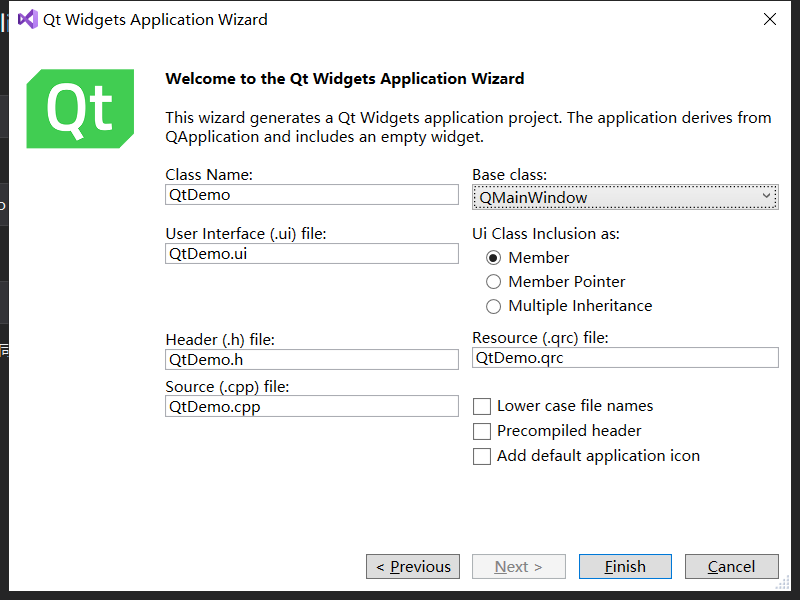 Qt Widgets Application Wizard
Qt
Welcome to the Qt Widgets Application Wizard
This wizard generates a Qt Widgets application project. The application derives from
QApplication and includes an empty widget.
Class Name:
QtDemo
Base class:
QMainWindow
User Interface (.ui) file:
QtDemo.ui
Ui Class Inclusion as:
Member
Member Pointer
Multiple Inheritance
Header (.h) file:
QtDemo.h
Resource (.qrc) file:
QtDemo.qrc
Source (.cpp) file:
QtDemo.cpp
Lower case file names
Precompiled header
Add default application icon
< Previous
Next >
Finish
Cancel